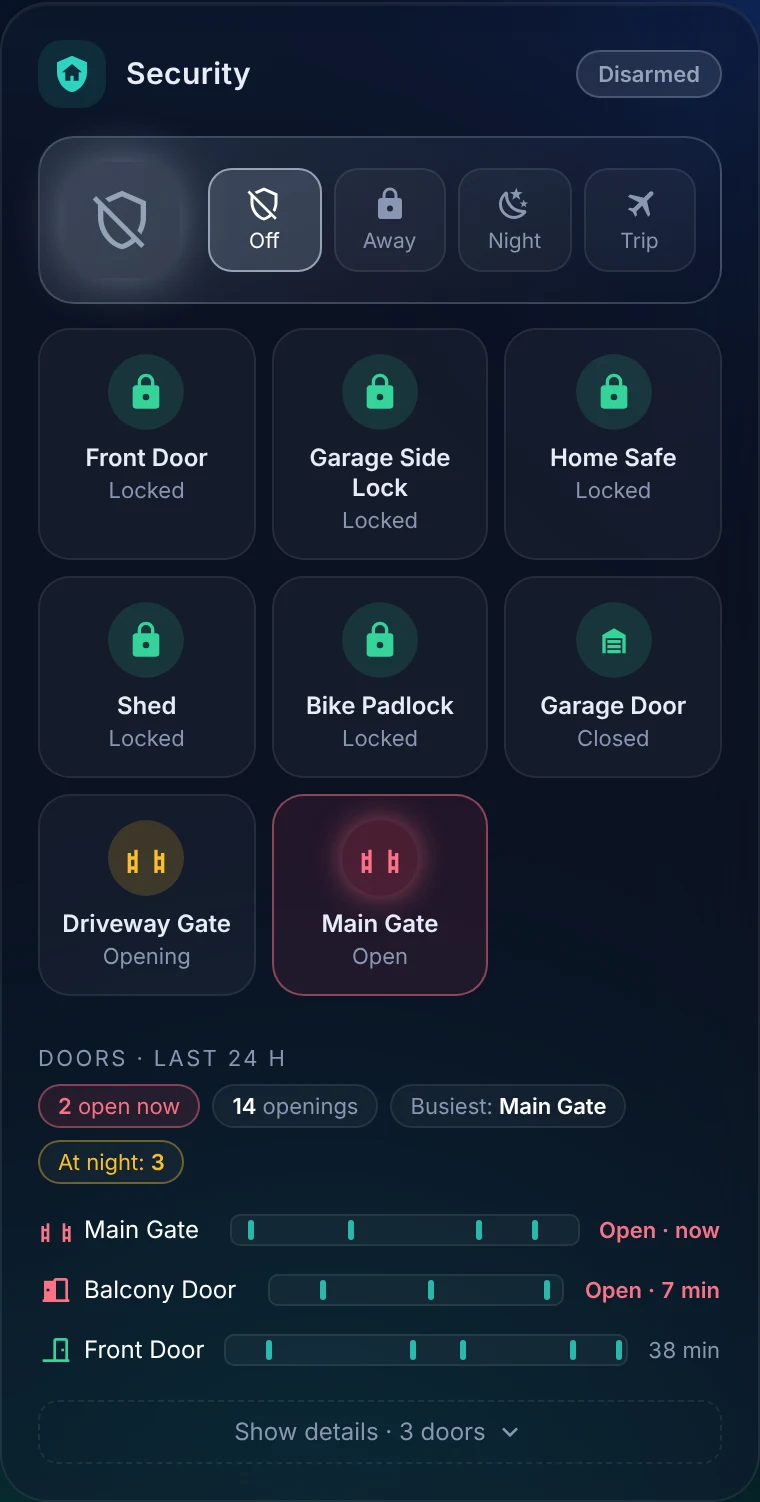 Security
Disarmed
Off
Away
Night
Trip
Front Door
Locked
Garage Side
Lock
Locked
Home Safe
Locked
Shed
Locked
Bike Padlock
Locked
Garage Door
Closed
Driveway Gate
Opening
Main Gate
Open
DOORS · LAST 24 H
2 open now
14 openings
Busiest: Main Gate
At night: 3
Main Gate
Open · now
Balcony Door
Open · 7 min
Front Door
38 min
Show details · 3 doors